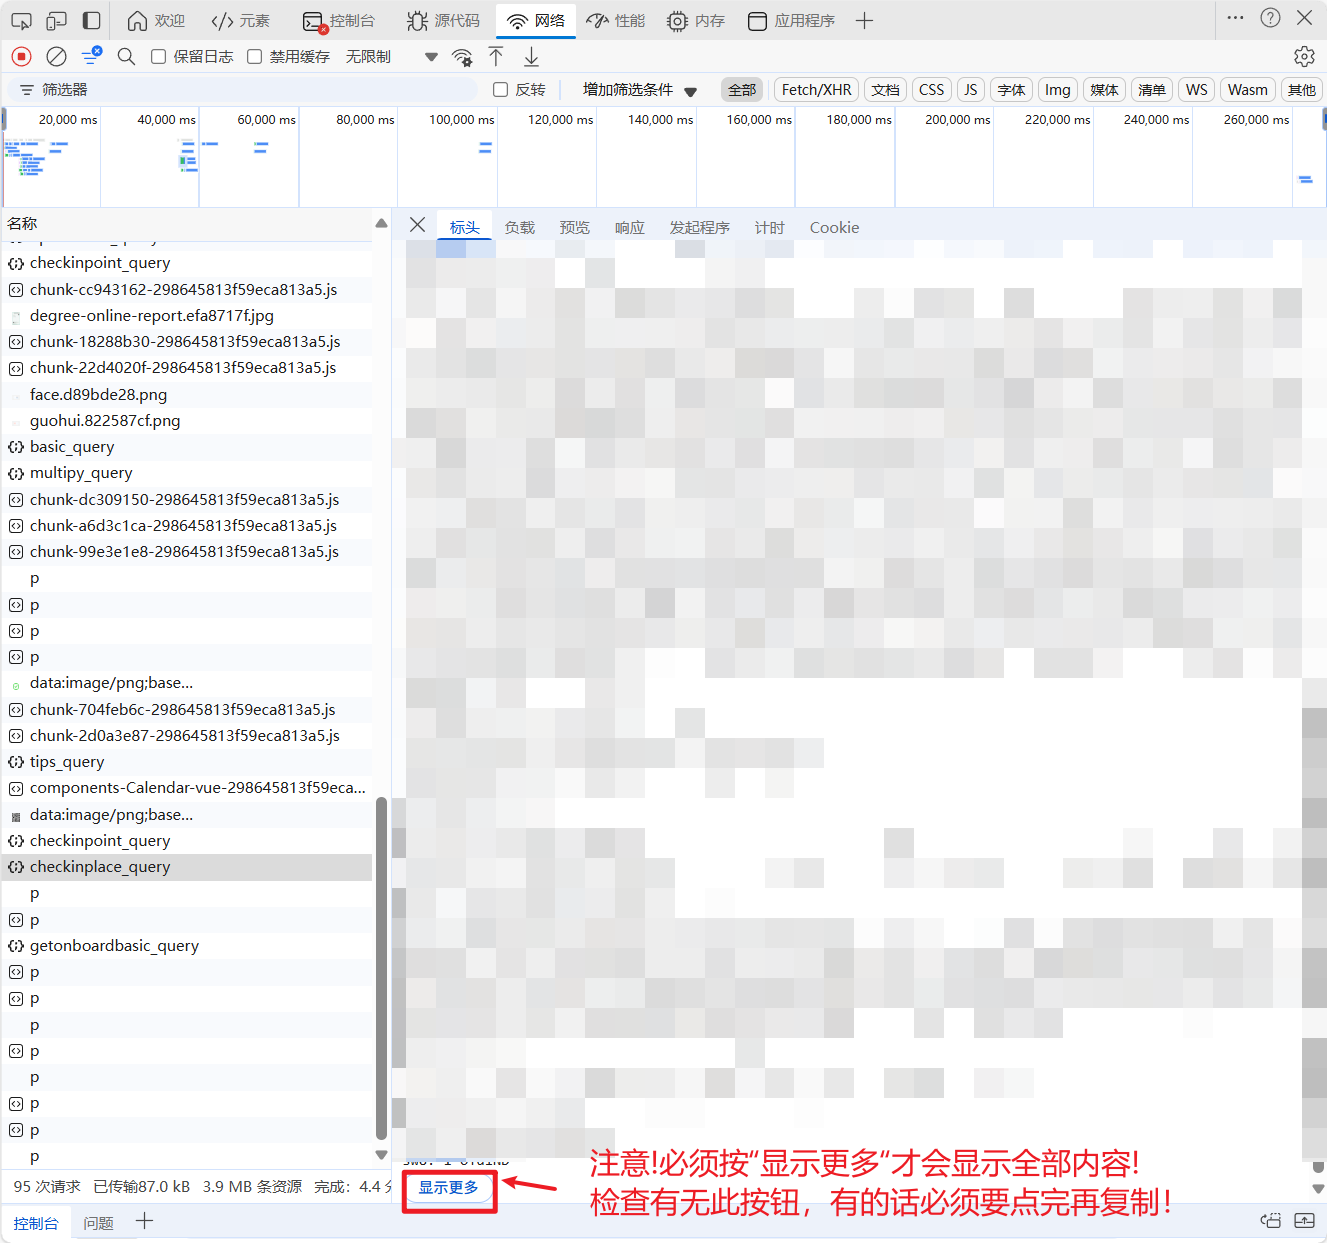 欢迎 元素 控制台 源代码 网络 性能 内存 应用程序
保留日志 禁用缓存 无限制
筛选器 反转 增加筛选条件 全部 Fetch/XHR 文档 CSS JS 字体 Img 媒体 清单 WS Wasm 其他
20,000 ms 40,000 ms 60,000 ms 80,000 ms 100,000 ms 120,000 ms 140,000 ms 160,000 ms 180,000 ms 200,000 ms 220,000 ms 240,000 ms 260,000 ms
名称
标头 负载 预览 响应 发起程序 计时 Cookie
checkinpoint_query
chunk-cc943162-298645813f59eca813a5.js
degree-online-report.efa8717f.jpg
chunk-18288b30-298645813f59eca813a5.js
chunk-22d4020f-298645813f59eca813a5.js
face.d89bde28.png
guohui.822587cf.png
basic_query
multipy_query
chunk-dc309150-298645813f59eca813a5.js
chunk-a6d3c1ca-298645813f59eca813a5.js
chunk-99e3e1e8-298645813f59eca813a5.js
p
p
p
p
data:image/png;base...
chunk-704feb6c-298645813f59eca813a5.js
chunk-2d0a3e87-298645813f59eca813a5.js
tips_query
components-Calendar-vue-298645813f59eca...
data:image/png;base...
checkinpoint_query
checkinplace_query
p
p
getonboardbasic_query
p
p
p
p
p
p
p
p
显示更多
注意!必须按“显示更多”才会显示全部内容!
检查有无此按钮，有的话必须要点完再复制!
95 次请求 已传输87.0 kB 3.9 MB 条资源 完成：4.4
控制台 问题